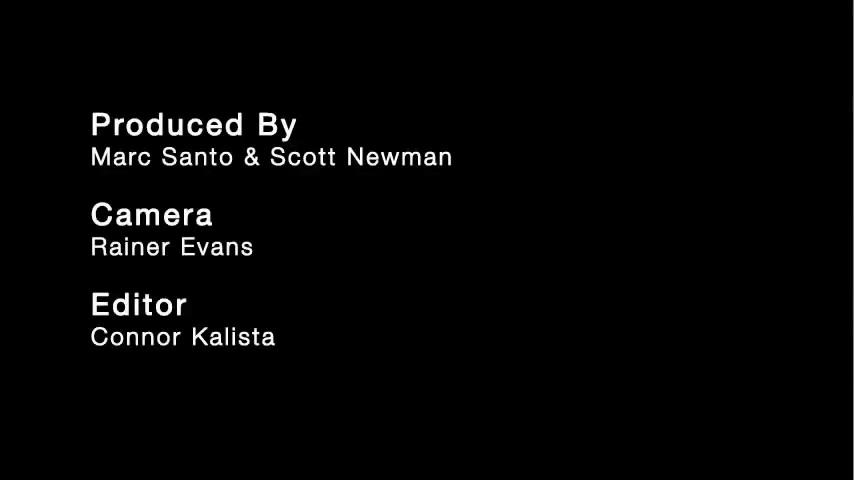 Produced By
Marc Santo & Scott Newman
Camera
Rainer Evans
Editor
Connor Kalista